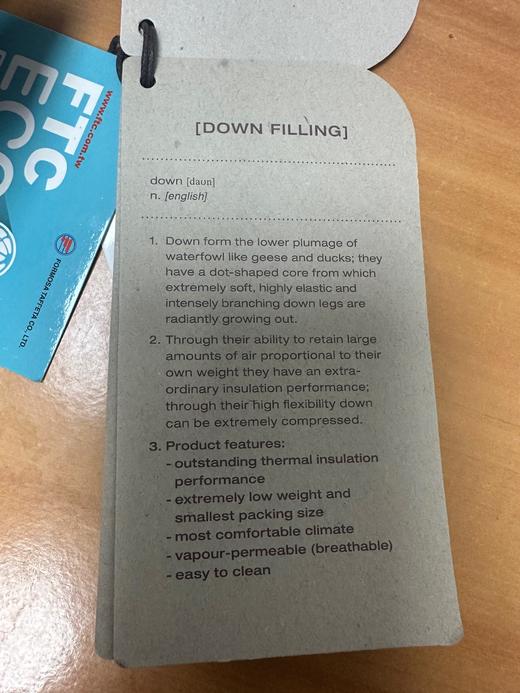 [DOWN FILLING]
down [daʊn]
n. [english]
1. Down form the lower plumage of
waterfowl like geese and ducks; they
have a dot-shaped core from which
extremely soft, highly elastic and
intensely branching down legs are
radiantly growing out.
2. Through their ability to retain large
amounts of air proportional to their
own weight they have an extra-
ordinary insulation performance;
through their high flexibility down
can be extremely compressed.
3. Product features:
- outstanding thermal insulation
performance
- extremely low weight and
smallest packing size
- most comfortable climate
- vapour-permeable (breathable)
- easy to clean
www.ftc.com.tw
FTC
FORMOSA TAFFETA CO., LTD.